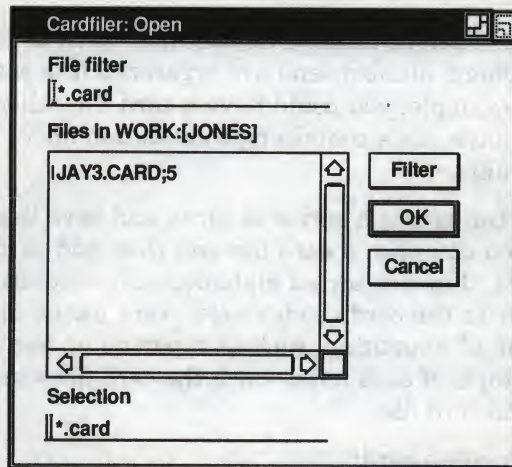 Cardfiler: Open
File filter
*.card
Files in WORK:[JONES]
JAY3.CARD;5
Filter
OK
Cancel
Selection
*.card